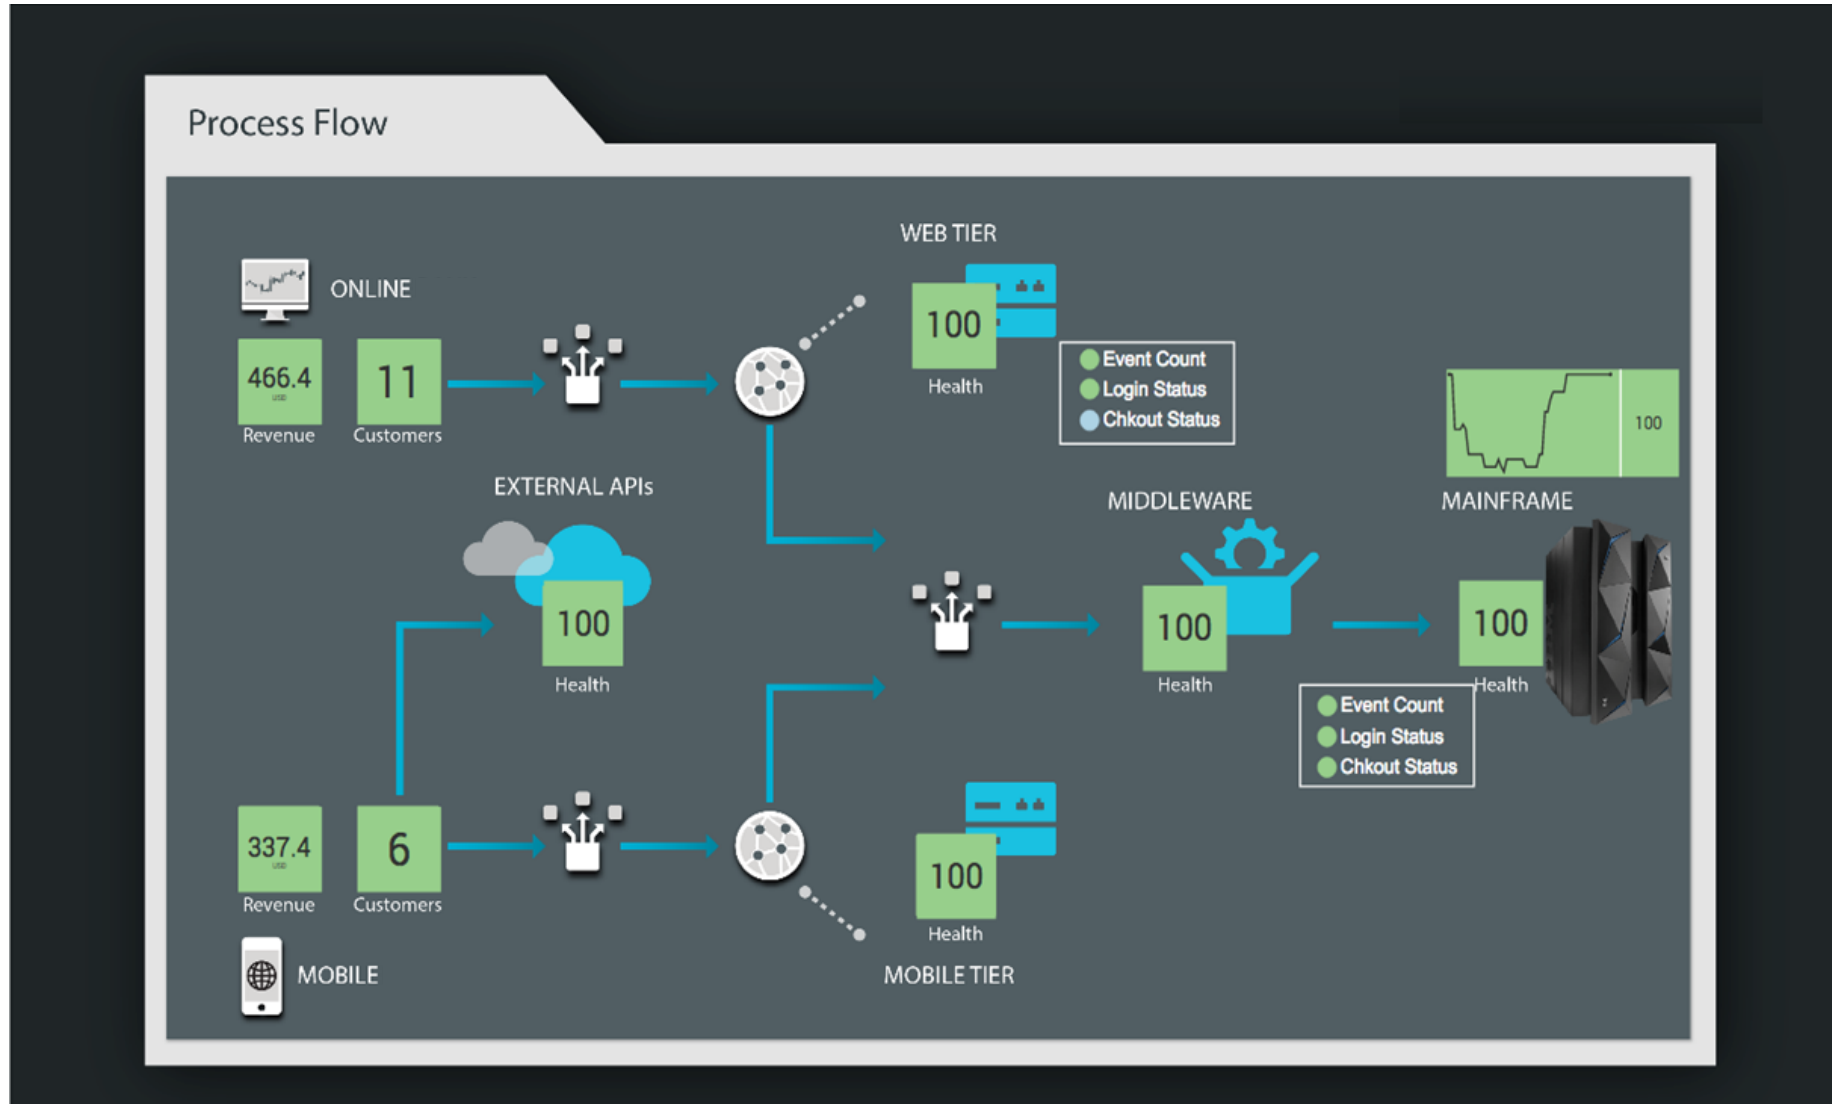 Process Flow
WEB TIER
ONLINE
100
Health
466.4
USD
Revenue
11
Customers
Event Count
Login Status
Chkout Status
100
EXTERNAL APIs
MIDDLEWARE
MAINFRAME
100
Health
100
Health
100
Health
Event Count
Login Status
Chkout Status
337.4
USD
Revenue
6
Customers
100
Health
MOBILE
MOBILE TIER